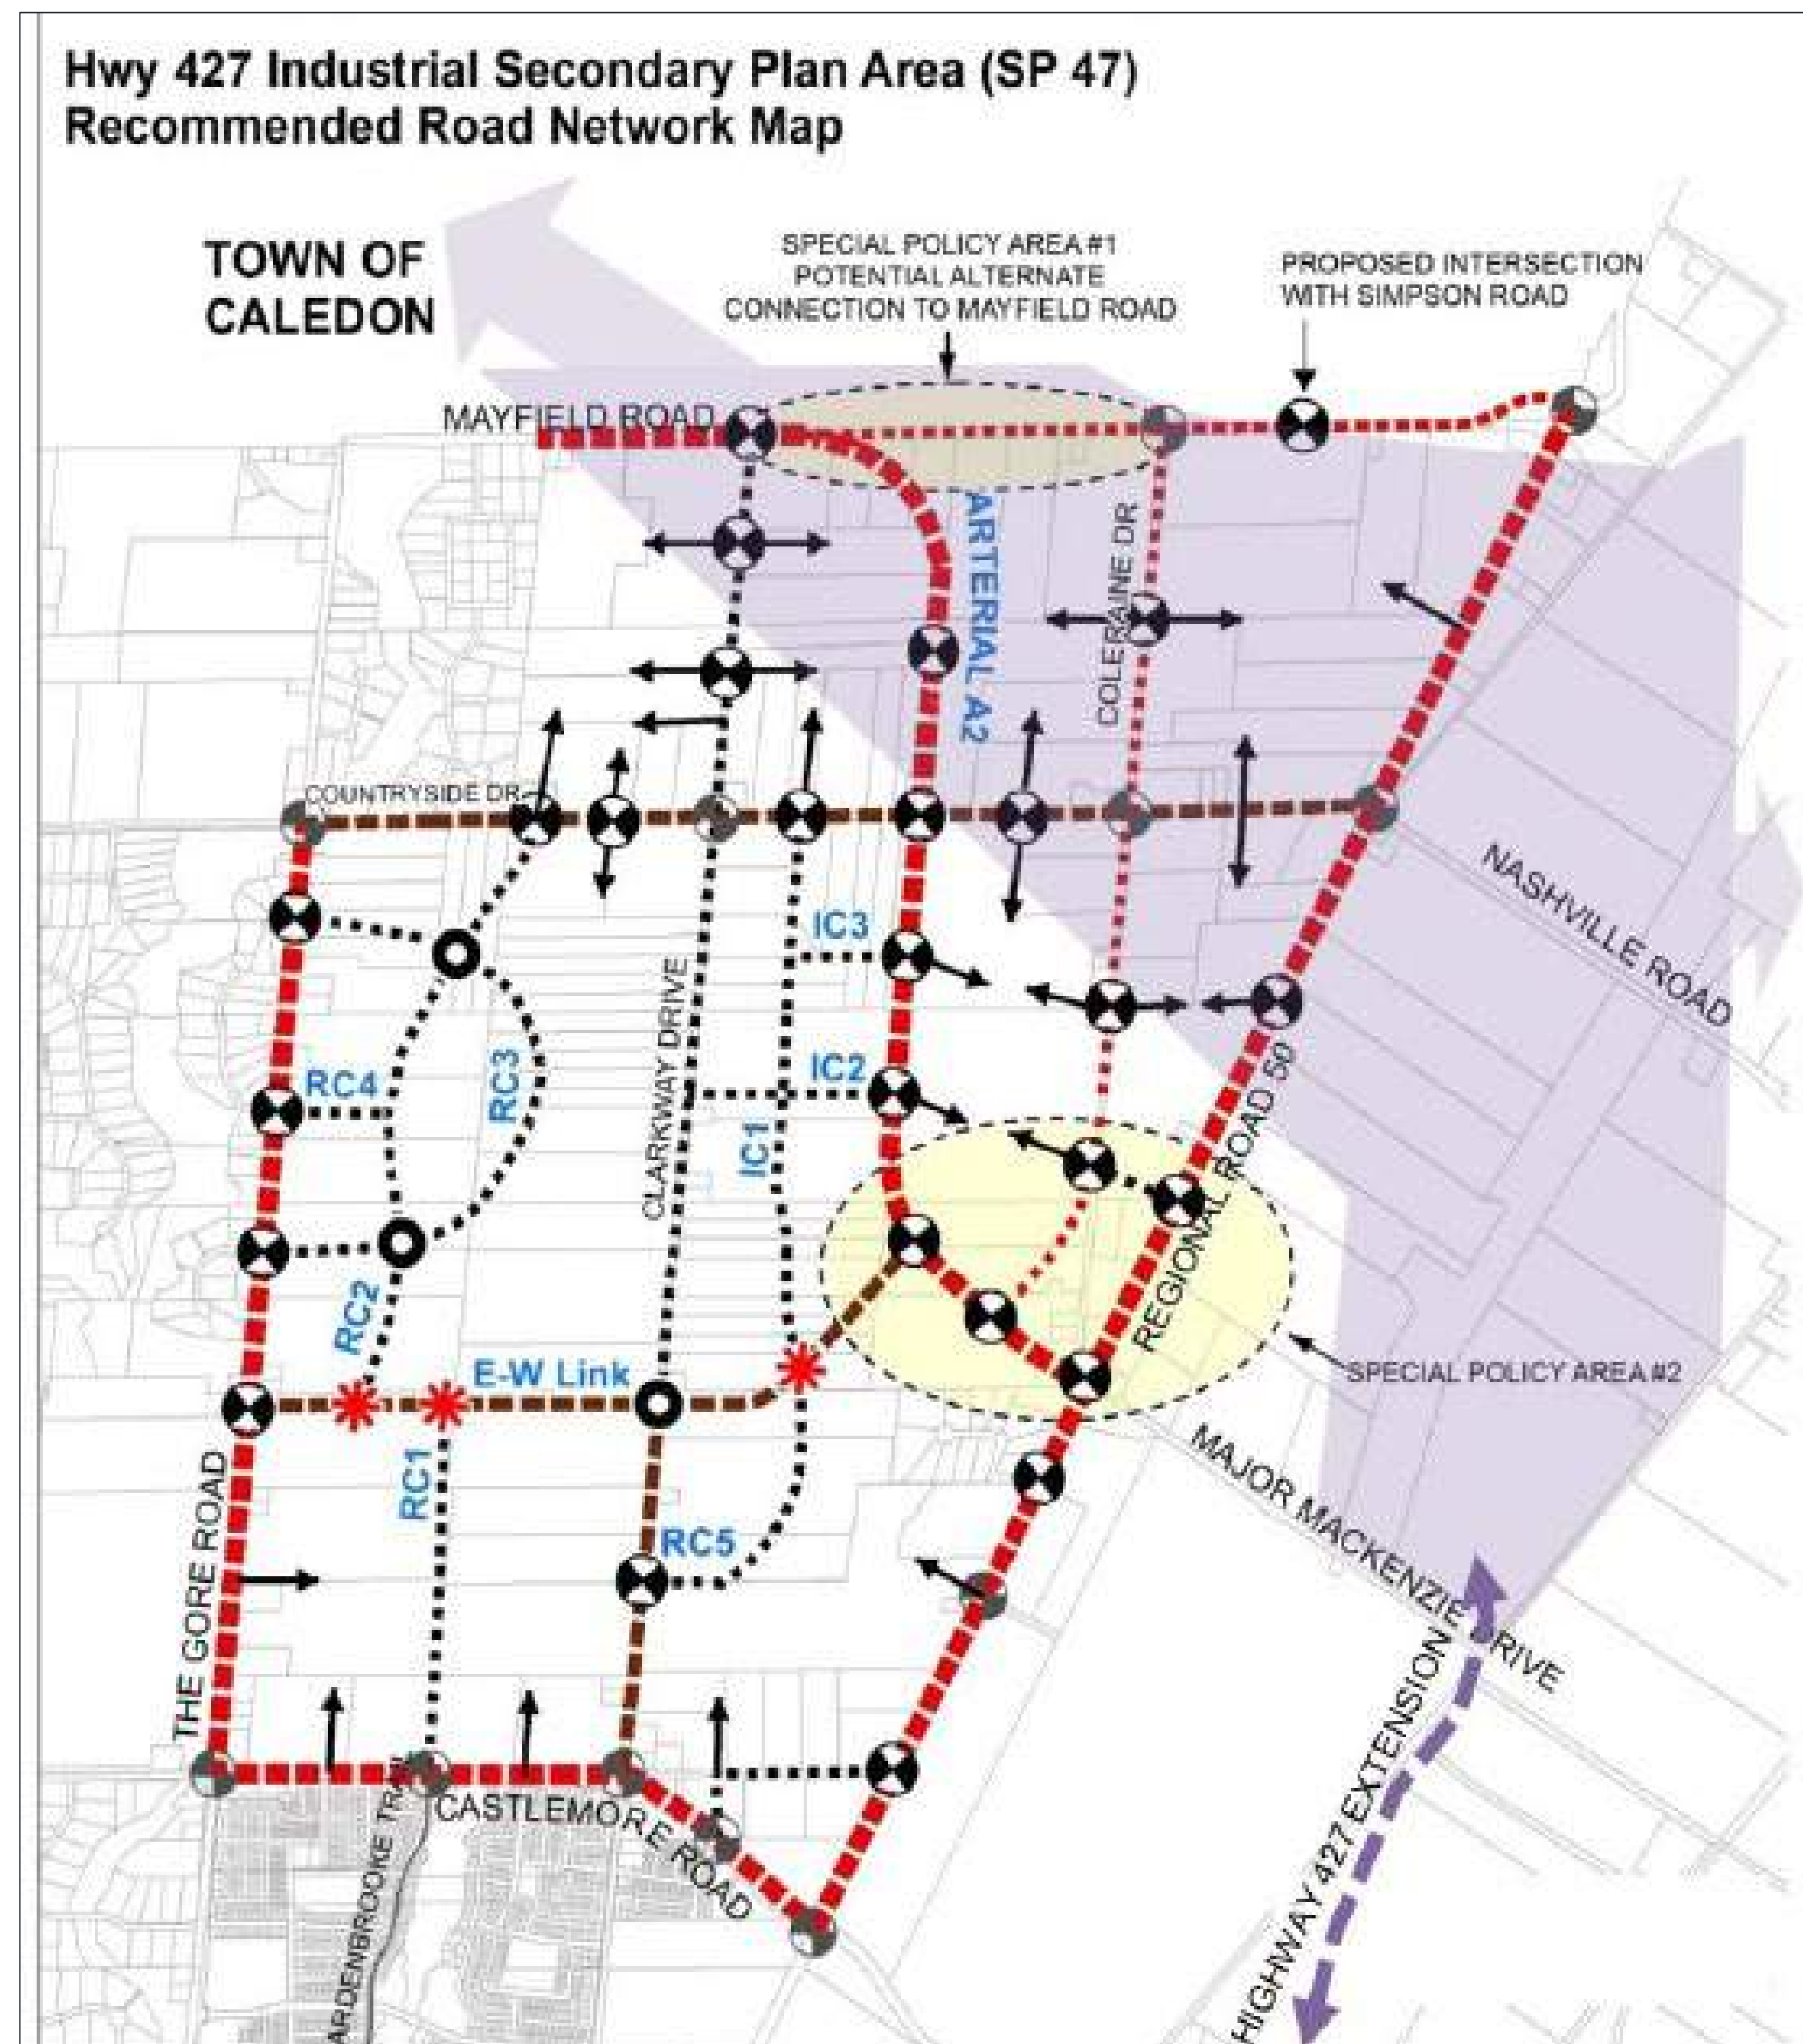 Hwy 427 Industrial Secondary Plan Area (SP 47)
Recommended Road Network Map
TOWN OF
CALEDON
SPECIAL POLICY AREA #1
POTENTIAL ALTERNATE
CONNECTION TO MAYFIELD ROAD
PROPOSED INTERSECTION
WITH SIMPSON ROAD
MAYFIELD ROAD
ARTERIAL A2
COLERAINE DR
COUNTRYSIDE DR
NASHVILLE ROAD
IC3
CLARKWAY DRIVE
IC2
RC4
RC3
IC1
REGIONAL ROAD 50
RC2
E-W Link
SPECIAL POLICY AREA #2
RC1
MAJOR MACKENZIE DRIVE
RC5
THE GORE ROAD
HIGHWAY 427 EXTENSION
CASTLEMORE ROAD
ARDENBROOKE TRAIL